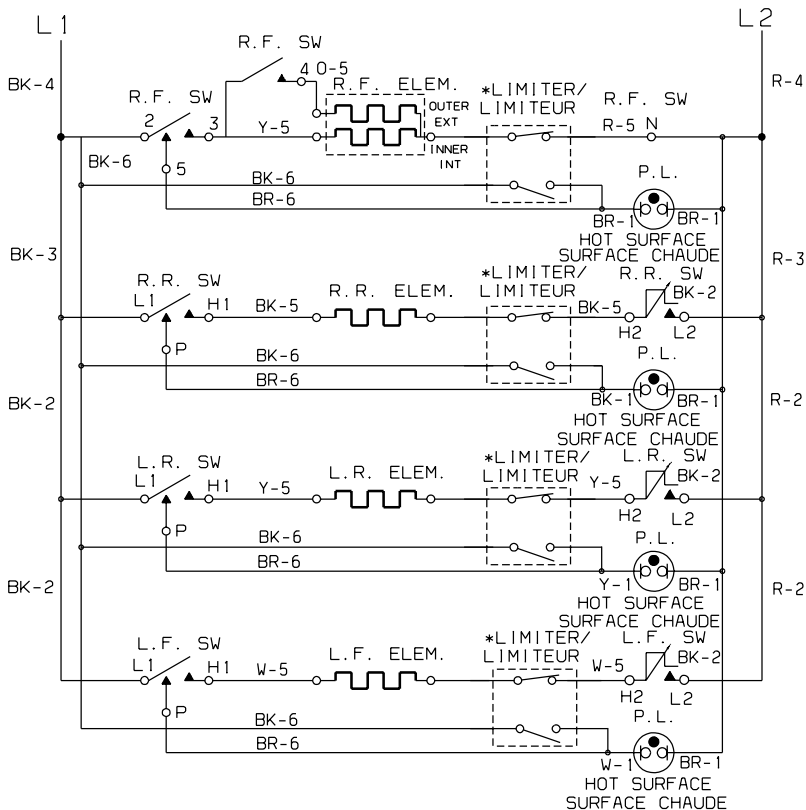 L1
L2
R.F. SW
BK-4
4 O-5
R.F. ELEM.
*LIMITER/
LIMITEUR
R-4
R.F. SW
OUTER
EXT
R.F. SW
2
3
Y-5
R-5 N
INNER
INT
BK-6
5
BK-6
BR-6
P.L.
BR-1
BR-1
HOT SURFACE
SURFACE CHAUDE
BK-3
R-3
R.R. SW
L1
H1
BK-5
R.R. ELEM.
*LIMITER/
LIMITEUR
BK-5
R.R. SW
BK-2
H2
L2
P
BK-6
BR-6
P.L.
BK-1
BR-1
HOT SURFACE
SURFACE CHAUDE
BK-2
R-2
L.R. SW
L1
H1
Y-5
L.R. ELEM.
*LIMITER/
LIMITEUR
Y-5
L.R. SW
BK-2
H2
L2
P
BK-6
BR-6
P.L.
Y-1
BR-1
HOT SURFACE
SURFACE CHAUDE
BK-2
R-2
L.F. SW
L1
H1
W-5
L.F. ELEM.
*LIMITER/
LIMITEUR
W-5
L.F. SW
BK-2
H2
L2
P
BK-6
BR-6
P.L.
W-1
BR-1
HOT SURFACE
SURFACE CHAUDE